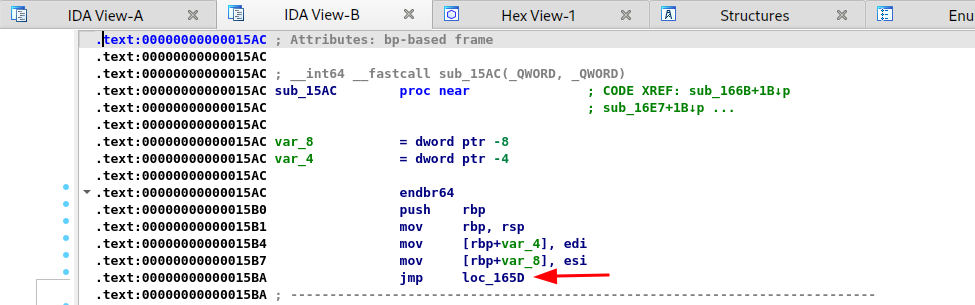 IDA View-A IDA View-B Hex View-1 Structures Enu
.text:00000000000015AC ; Attributes: bp-based frame
.text:00000000000015AC
.text:00000000000015AC ; __int64 __fastcall sub_15AC(_QWORD, _QWORD)
.text:00000000000015AC sub_15AC proc near ; CODE XREF: sub_166B+1B↓p
.text:00000000000015AC ; sub_16E7+1B↓p ...
.text:00000000000015AC
.text:00000000000015AC var_8 = dword ptr -8
.text:00000000000015AC var_4 = dword ptr -4
.text:00000000000015AC
.text:00000000000015AC endbr64
.text:00000000000015B0 push rbp
.text:00000000000015B1 mov rbp, rsp
.text:00000000000015B4 mov [rbp+var_4], edi
.text:00000000000015B7 mov [rbp+var_8], esi
.text:00000000000015BA jmp loc_165D
.text:00000000000015BA ; ---------------------------------------------------------------------------